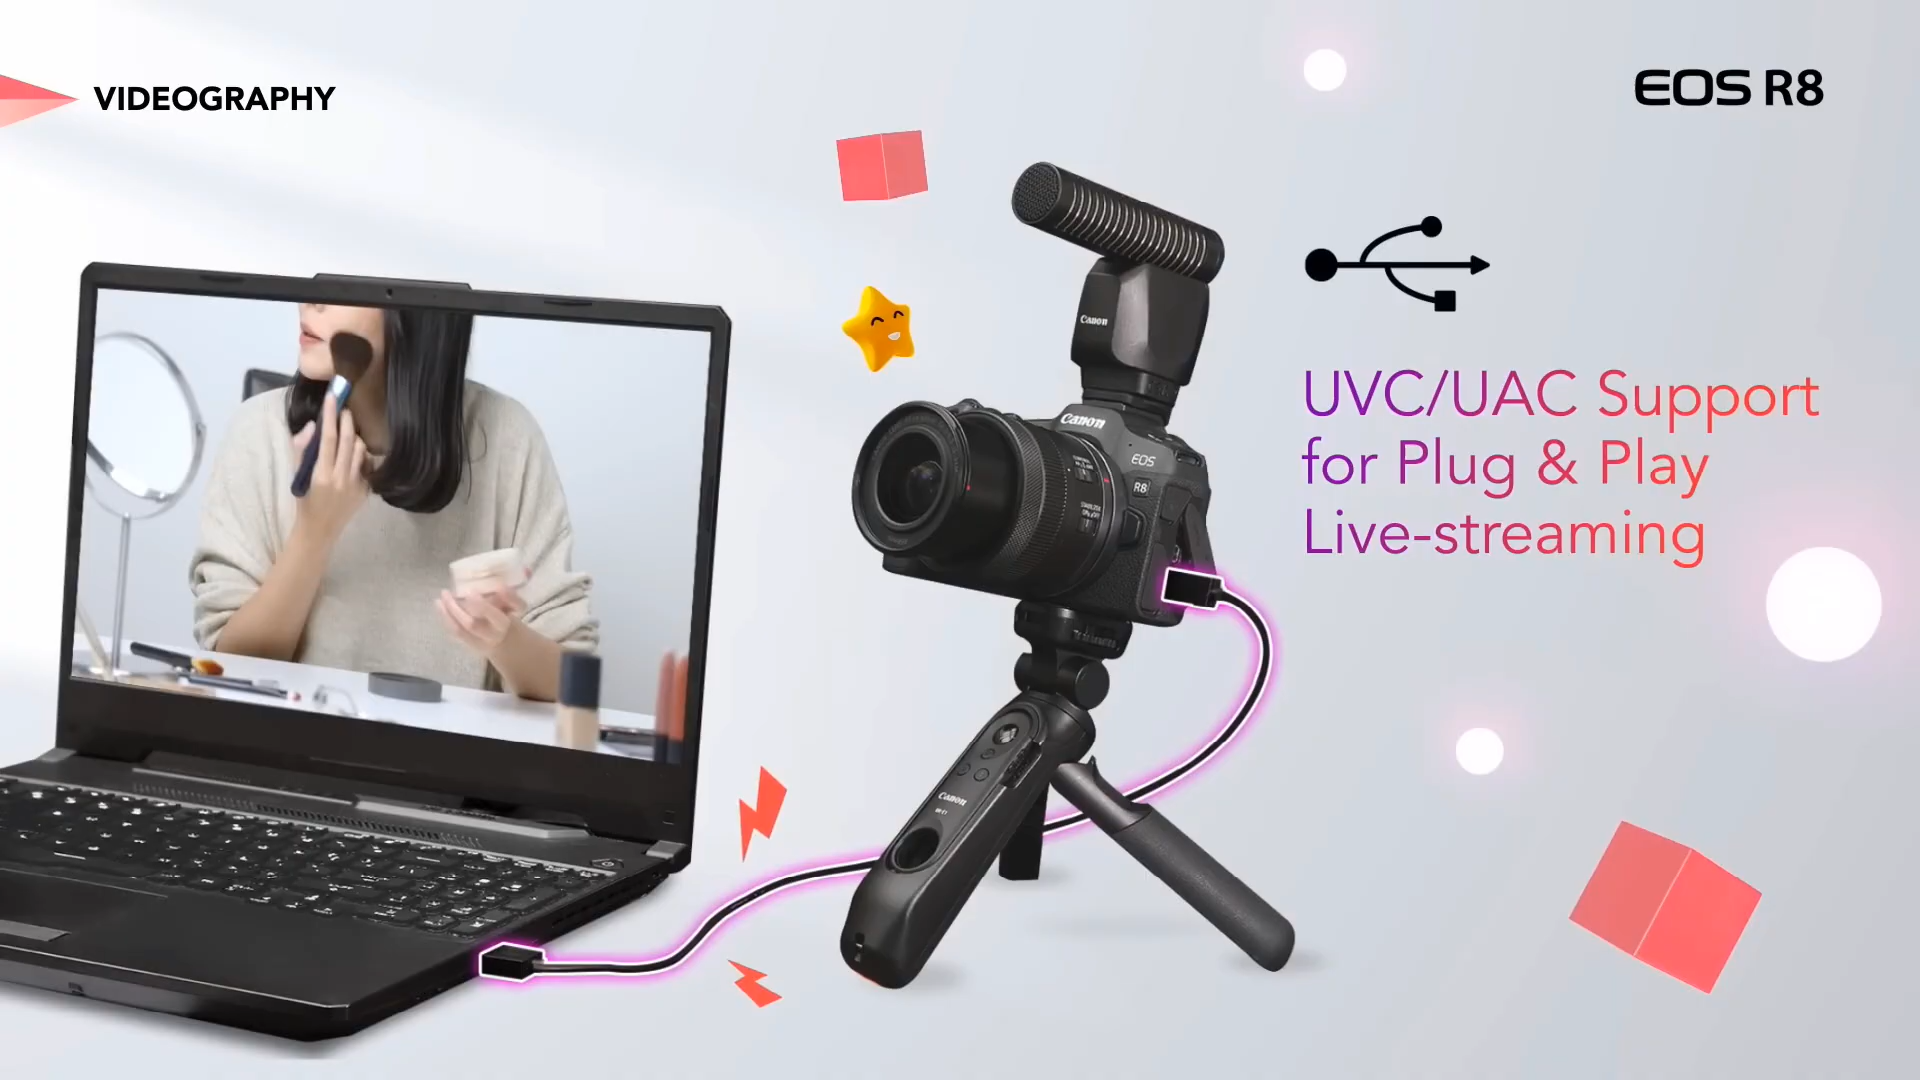 VIDEOGRAPHY
EOS R8
UVC/UAC Support
for Plug & Play
Live-streaming
Canon
Canon
EOS
R8
Canon